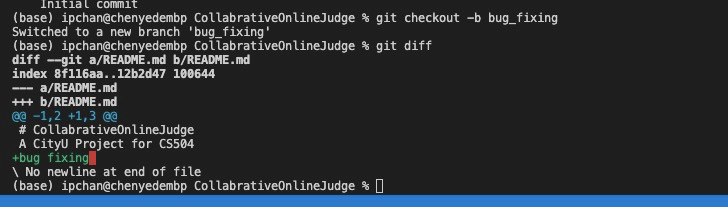 Initial commit
(base) ipchan@chenyedembp CollabrativeOnlineJudge % git checkout -b bug_fixing
Switched to a new branch 'bug_fixing'
(base) ipchan@chenyedembp CollabrativeOnlineJudge % git diff
diff --git a/README.md b/README.md
index 8f116aa..12b2d47 100644
--- a/README.md
+++ b/README.md
@@ -1,2 +1,3 @@
 # CollabrativeOnlineJudge
 A CityU Project for CS504
+bug fixing
\ No newline at end of file
(base) ipchan@chenyedembp CollabrativeOnlineJudge %